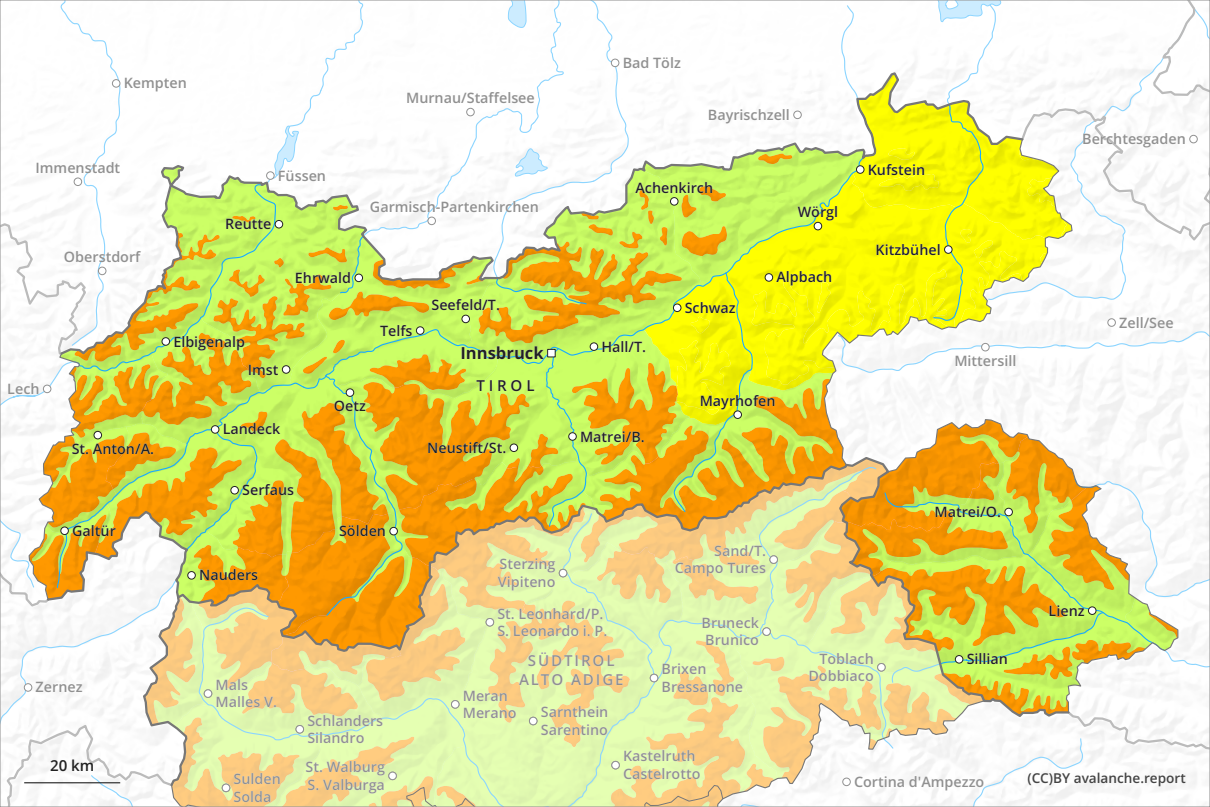 Bad Tölz
Kempten
Murnau/Staffelsee
Bayrischzell
Berchtesgaden
Immenstadt
Füssen
Kufstein
Achenkirch
Garmisch-Partenkirchen
Wörgl
Reutte
Kitzbühel
Oberstdorf
Ehrwald
Alpbach
Seefeld/T.
Schwaz
Zell/See
Telfs
Elbigenalp
Innsbruck
Hall/T.
Mittersill
Imst
TIROL
Lech
Oetz
Mayrhofen
Landeck
Matrei/B.
St. Anton/A.
Neustift/St.
Serfaus
Matrei/O.
Galtür
Sölden
Sand/T.
Campo Tures
Sterzing
Vipiteno
Nauders
St. Leonhard/P.
S. Leonardo i. P.
Lienz
Bruneck
Brunico
SÜDTIROL
ALTO ADIGE
Sillian
Toblach
Dobbiaco
Brixen
Bressanone
Zernez
Mals
Malles V.
Meran
Merano
Sarnthein
Sarentino
Schlanders
Silandro
Kastelruth
Castelrotto
St. Walburg
S. Valburga
20 km
Sulden
Solda
Cortina d'Ampezzo
(CC)BY avalanche.report